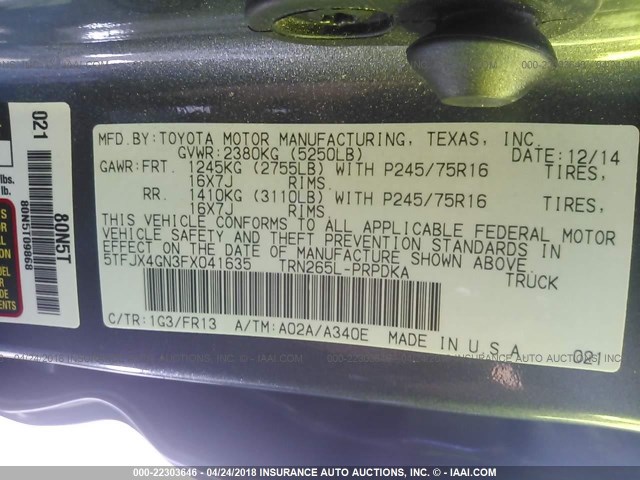 MFD. BY: TOYOTA MOTOR MANUFACTURING, TEXAS, INC.
GVWR: 2380KG (5250LB) DATE: 12/14
GAWR: FRT. 1245KG (2755LB) WITH P245/75R16 TIRES,
16X7J RIMS.
RR. 1410KG (3110LB) WITH P245/75R16 TIRES,
16X7J RIMS.
THIS VEHICLE CONFORMS TO ALL APPLICABLE FEDERAL MOTOR
VEHICLE SAFETY AND THEFT PREVENTION STANDARDS IN
EFFECT ON THE DATE OF MANUFACTURE SHOWN ABOVE.
5TFJX4GN3FX041635 TRN265L-PRPDKA TRUCK
C/TR: 1G3/FR13 A/TM: A02A/A340E MADE IN U.S.A. 021
021
80N5T
80N5T09868
lbs.
lb.
000-22303646 - 04/24/2018 INSURANCE AUTO AUCTIONS - © IAAI.COM